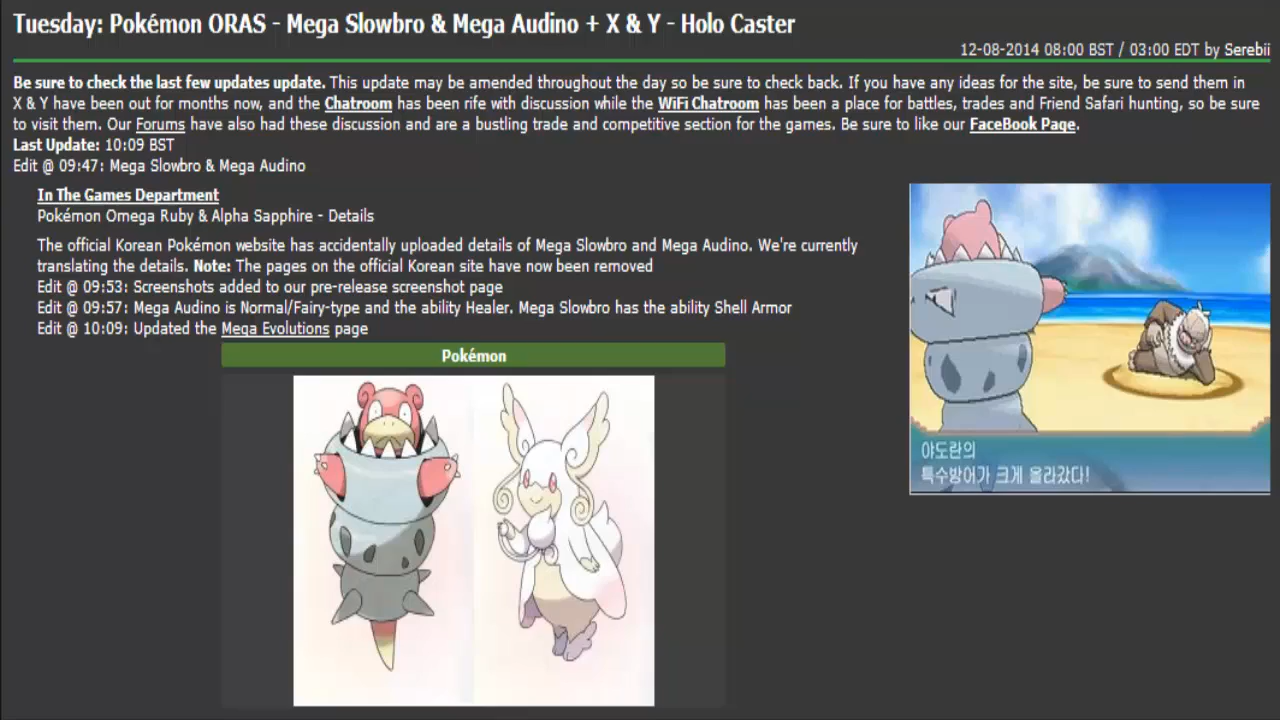 Tuesday: Pokémon ORAS - Mega Slowbro & Mega Audino + X & Y - Holo Caster
12-08-2014 08:00 BST / 03:00 EDT by Serebii
Be sure to check the last few updates update. This update may be amended throughout the day so be sure to check back. If you have any ideas for the site, be sure to send them in
X & Y have been out for months now, and the Chatroom has been rife with discussion while the WiFi Chatroom has been a place for battles, trades and Friend Safari hunting, so be sure
to visit them. Our Forums have also had these discussion and are a bustling trade and competitive section for the games. Be sure to like our FaceBook Page.
Last Update: 10:09 BST
Edit @ 09:47: Mega Slowbro & Mega Audino
In The Games Department
Pokémon Omega Ruby & Alpha Sapphire - Details
The official Korean Pokémon website has accidentally uploaded details of Mega Slowbro and Mega Audino. We're currently
translating the details. Note: The pages on the official Korean site have now been removed
Edit @ 09:53: Screenshots added to our pre-release screenshot page
Edit @ 09:57: Mega Audino is Normal/Fairy-type and the ability Healer. Mega Slowbro has the ability Shell Armor
Edit @ 10:09: Updated the Mega Evolutions page
Pokémon
야도란의
특수방어가 크게 올라갔다!